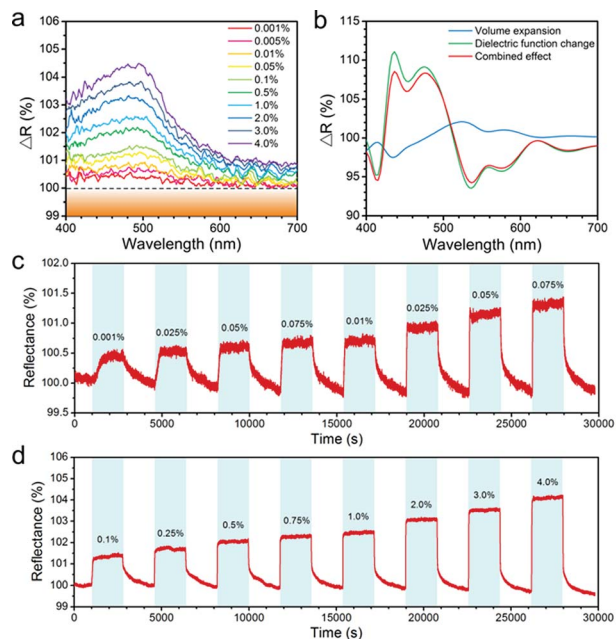 a
106
105
104
103
102
101
100
99
△R (%)
400 500 600 700
Wavelength (nm)
0.001%
0.005%
0.01%
0.05%
0.1%
0.5%
1.0%
2.0%
3.0%
4.0%
b
115
110
105
100
95
90
△R (%)
400 500 600 700
Wavelength (nm)
Volume expansion
Dielectric function change
Combined effect
c
102.0
101.5
101.0
100.5
100.0
99.5
Reflectance (%)
0.001% 0.025% 0.05% 0.075% 0.01% 0.025% 0.05% 0.075%
0 5000 10000 15000 20000 25000 30000
Time (s)
d
106
105
104
103
102
101
100
99
Reflectance (%)
0.1% 0.25% 0.5% 0.75% 1.0% 2.0% 3.0% 4.0%
0 5000 10000 15000 20000 25000 30000
Time (s)